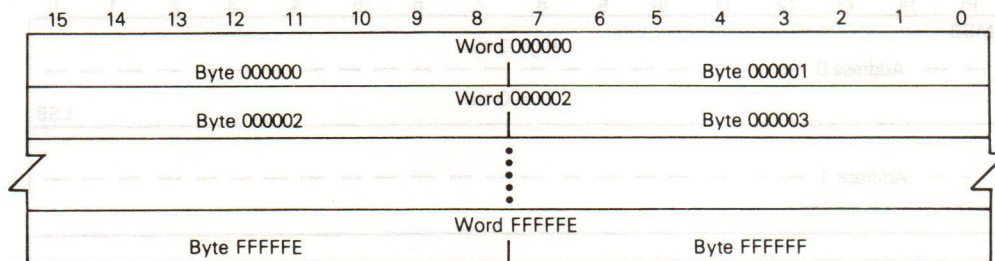 15 14 13 12 11 10 9 8 7 6 5 4 3 2 1 0
Word 000000
Byte 000000 Byte 000001
Word 000002
Byte 000002 Byte 000003
Word FFFFFE
Byte FFFFFE Byte FFFFFF